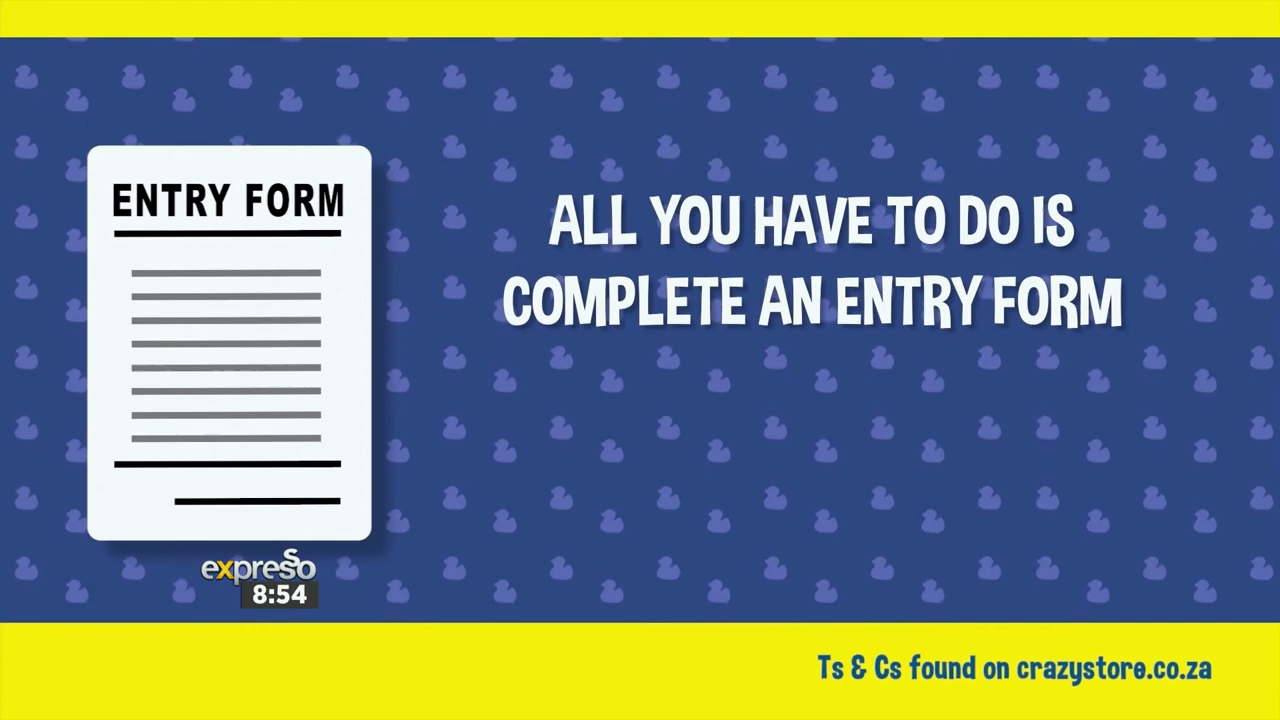 ENTRY FORM
ALL YOU HAVE TO DO IS
COMPLETE AN ENTRY FORM
expresso
8:54
Ts & Cs found on crazystore.co.za